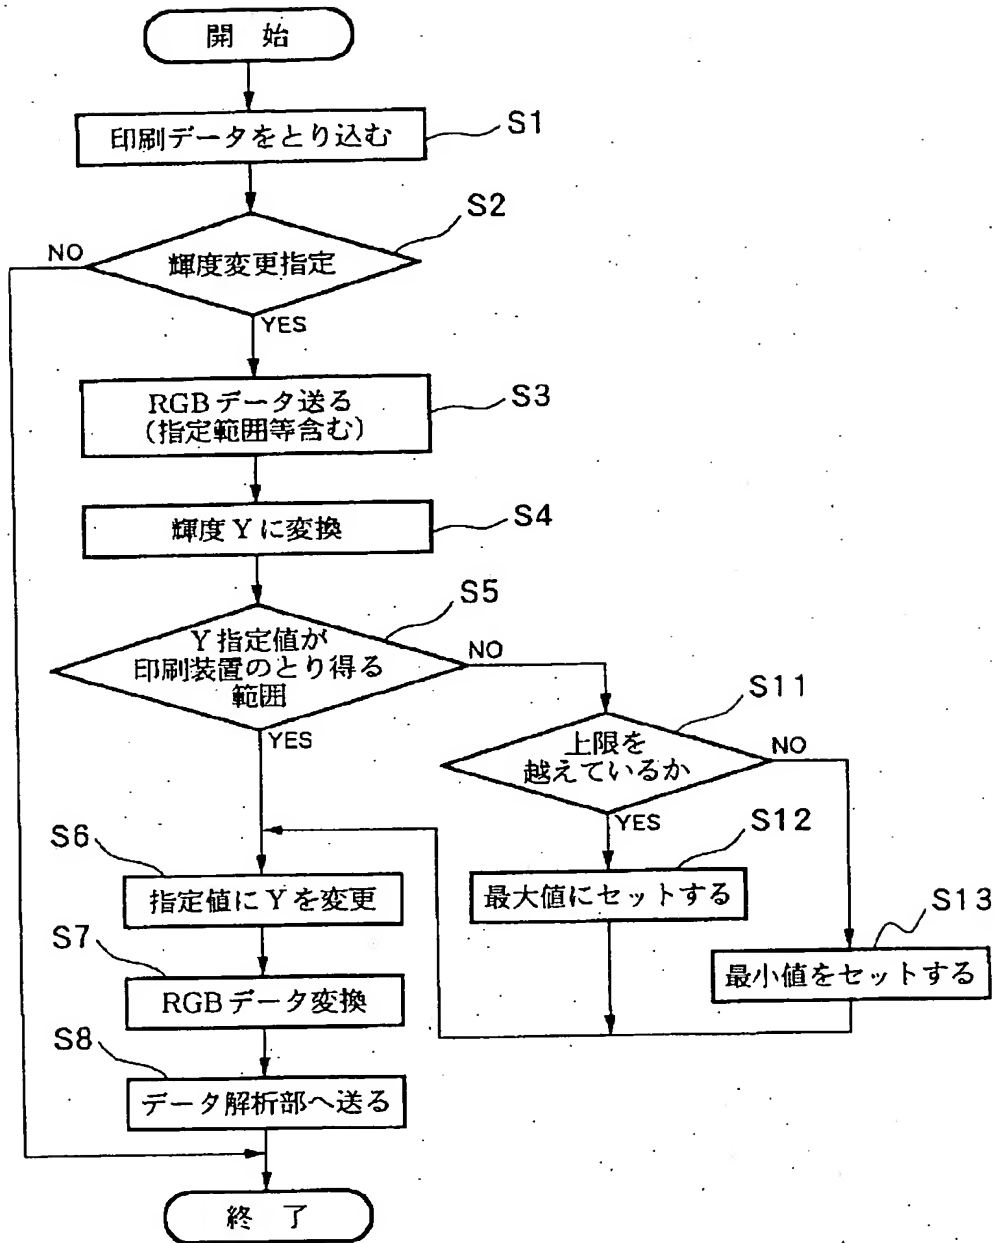 開 始
印刷データをとり込む
S1
輝度変更指定
S2
NO
YES
RGBデータ送る
(指定範囲等含む)
S3
輝度Yに変換
S4
Y指定値が
印刷装置のとり得る
範囲
S5
NO
YES
上限を
越えているか
S11
NO
YES
S6
指定値にYを変更
最大値にセットする
S12
最小値をセットする
S13
S7
RGBデータ変換
S8
データ解析部へ送る
終 了